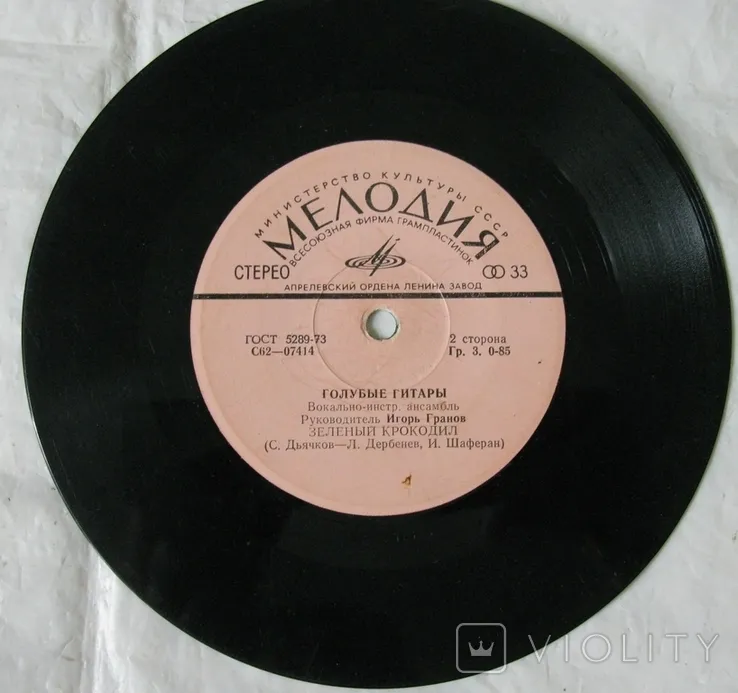 МИНИСТЕРСТВО КУЛЬТУРЫ СССР
МЕЛОДИЯ
ВСЕСОЮЗНАЯ ФИРМА ГРАМПЛАСТИНОК
СТЕРЕО
33
АПРЕЛЕВСКИЙ ОРДЕНА ЛЕНИНА ЗАВОД
ГОСТ 5289-73
2 сторона
С62—07414
Гр. 3. 0-85
ГОЛУБЫЕ ГИТАРЫ
Вокально-инстр. ансамбль
Руководитель Игорь Гранов
ЗЕЛЕНЫЙ КРОКОДИЛ
(С. Дьячков—Л. Дербенев, И. Шаферан)
VIOLITY